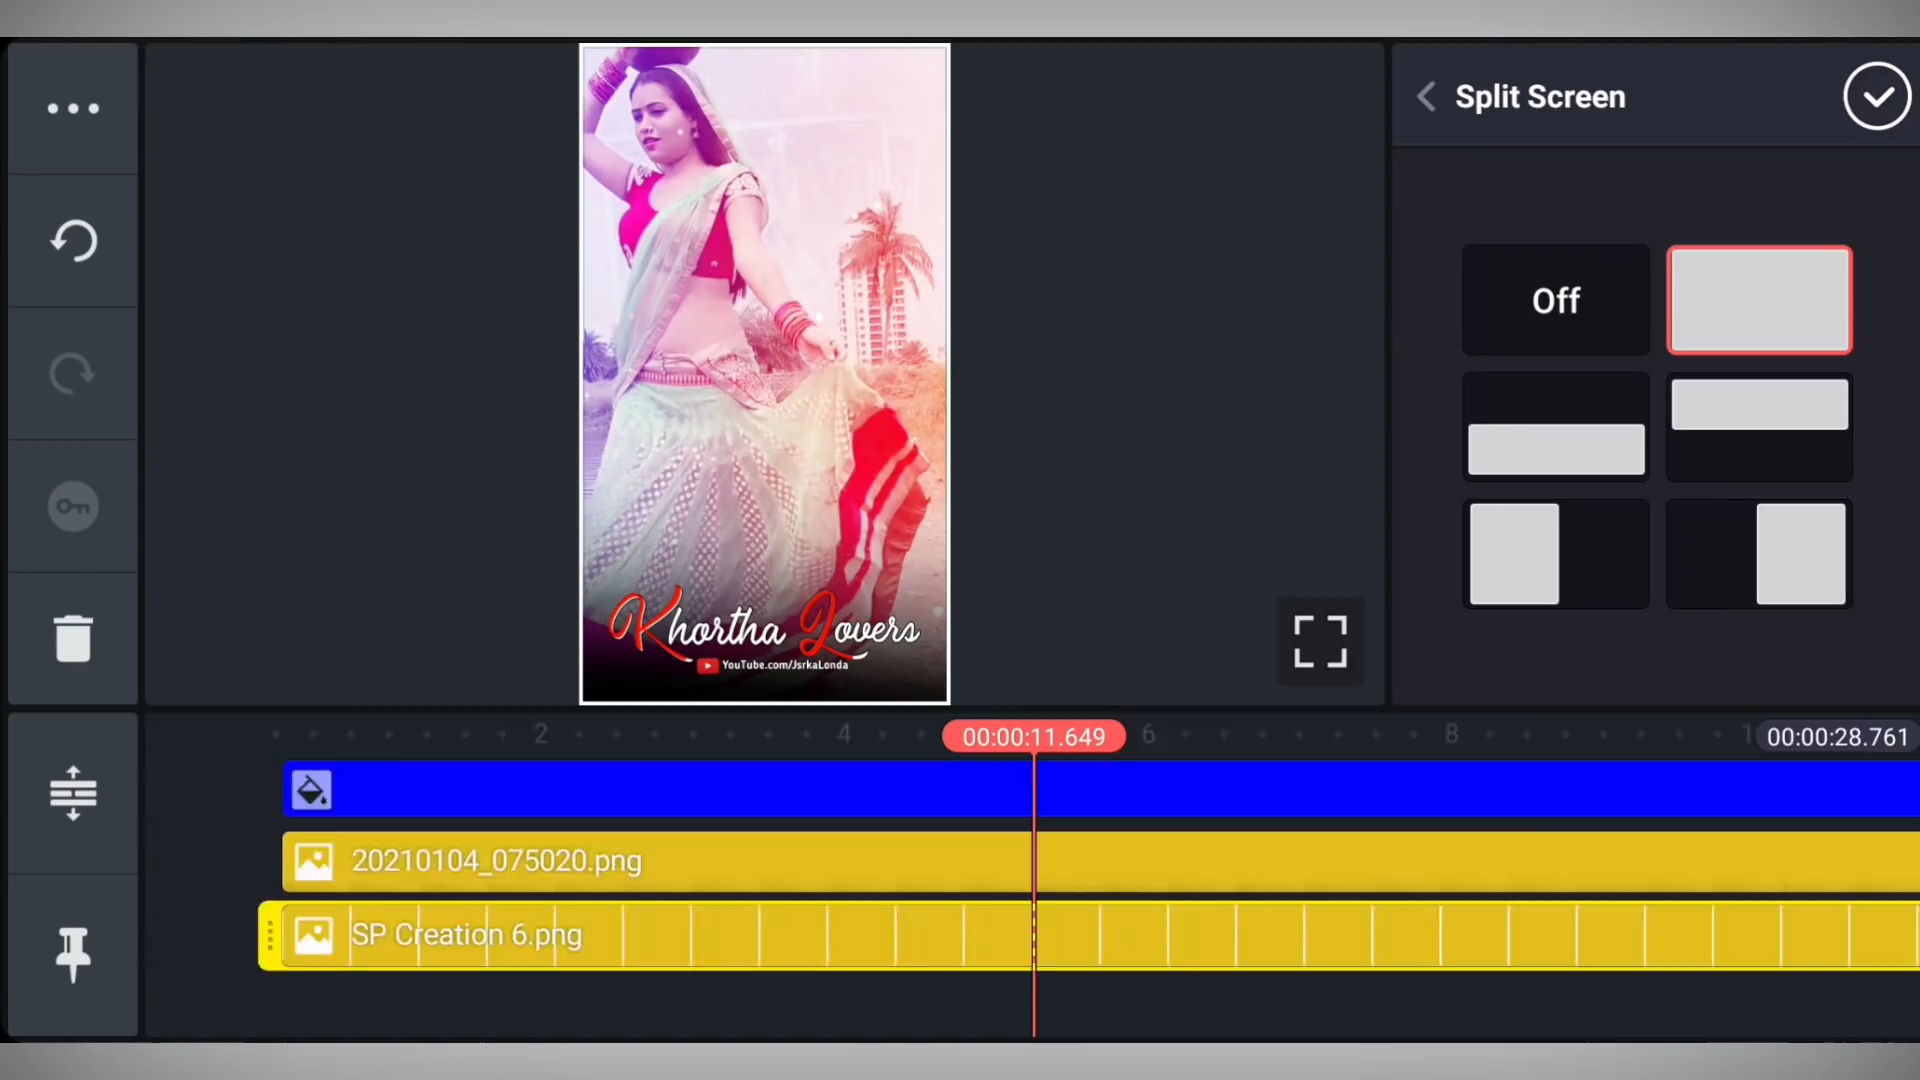 Split Screen
Off
Khortha Lovers
YouTube.com/JsrkaLonda
2
4
00:00:11.649
6
8
1
00:00:28.761
20210104_075020.png
SP Creation 6.png